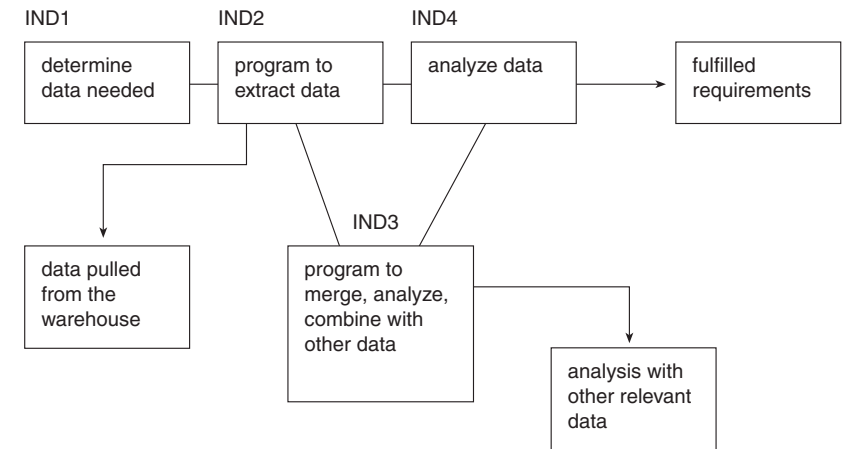 IND1
IND2
IND4
determine
data needed
program to
extract data
analyze data
fulfilled
requirements
IND3
data pulled
from the
warehouse
program to
merge, analyze,
combine with
other data
analysis with
other relevant
data